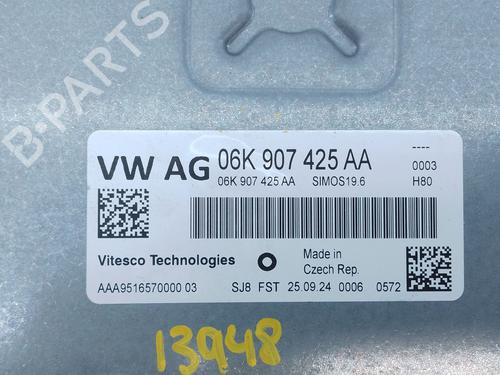 B-PARTS
VW AG 06K 907 425 AA ----
06K 907 425 AA SIMOS19.6 0003
H80
Vitesco Technologies Made in
Czech Rep.
AAA9516570000 03 SJ8 FST 25.09.24 0006 0572
13948